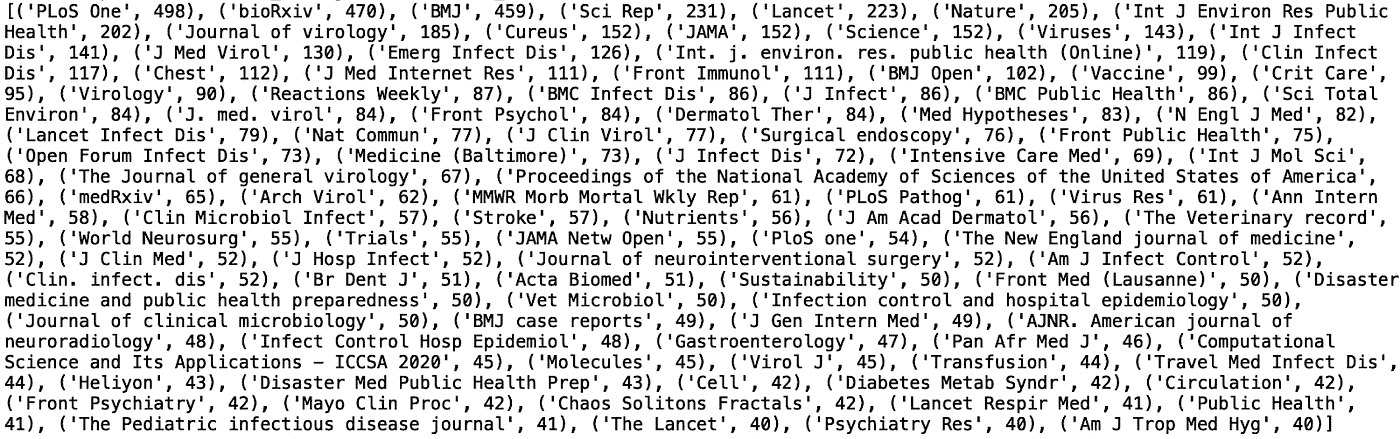 [('PLoS One', 498), ('bioRxiv', 470), ('BMJ', 459), ('Sci Rep', 231), ('Lancet', 223), ('Nature', 205), ('Int J Environ Res Public
Health', 202), ('Journal of virology', 185), ('Cureus', 152), ('JAMA', 152), ('Science', 152), ('Viruses', 143), ('Int J Infect
Dis', 141), ('J Med Virol', 130), ('Emerg Infect Dis', 126), ('Int. j. environ. res. public health (Online)', 119), ('Clin Infect
Dis', 117), ('Chest', 112), ('J Med Internet Res', 111), ('Front Immunol', 111), ('BMJ Open', 102), ('Vaccine', 99), ('Crit Care',
95), ('Virology', 90), ('Reactions Weekly', 87), ('BMC Infect Dis', 86), ('J Infect', 86), ('BMC Public Health', 86), ('Sci Total
Environ', 84), ('J. med. virol', 84), ('Front Psychol', 84), ('Dermatol Ther', 84), ('Med Hypotheses', 83), ('N Engl J Med', 82),
('Lancet Infect Dis', 79), ('Nat Commun', 77), ('J Clin Virol', 77), ('Surgical endoscopy', 76), ('Front Public Health', 75),
('Open Forum Infect Dis', 73), ('Medicine (Baltimore)', 73), ('J Infect Dis', 72), ('Intensive Care Med', 69), ('Int J Mol Sci',
68), ('The Journal of general virology', 67), ('Proceedings of the National Academy of Sciences of the United States of America',
66), ('medRxiv', 65), ('Arch Virol', 62), ('MMWR Morb Mortal Wkly Rep', 61), ('PLoS Pathog', 61), ('Virus Res', 61), ('Ann Intern
Med', 58), ('Clin Microbiol Infect', 57), ('Stroke', 57), ('Nutrients', 56), ('J Am Acad Dermatol', 56), ('The Veterinary record',
55), ('World Neurosurg', 55), ('Trials', 55), ('JAMA Netw Open', 55), ('PloS one', 54), ('The New England journal of medicine',
52), ('J Clin Med', 52), ('J Hosp Infect', 52), ('Journal of neurointerventional surgery', 52), ('Am J Infect Control', 52),
('Clin. infect. dis', 52), ('Br Dent J', 51), ('Acta Biomed', 51), ('Sustainability', 50), ('Front Med (Lausanne)', 50), ('Disaster
medicine and public health preparedness', 50), ('Vet Microbiol', 50), ('Infection control and hospital epidemiology', 50),
('Journal of clinical microbiology', 50), ('BMJ case reports', 49), ('J Gen Intern Med', 49), ('AJNR. American journal of
neuroradiology', 48), ('Infect Control Hosp Epidemiol', 48), ('Gastroenterology', 47), ('Pan Afr Med J', 46), ('Computational
Science and Its Applications – ICCSA 2020', 45), ('Molecules', 45), ('Virol J', 45), ('Transfusion', 44), ('Travel Med Infect Dis',
44), ('Heliyon', 43), ('Disaster Med Public Health Prep', 43), ('Cell', 42), ('Diabetes Metab Syndr', 42), ('Circulation', 42),
('Front Psychiatry', 42), ('Mayo Clin Proc', 42), ('Chaos Solitons Fractals', 42), ('Lancet Respir Med', 41), ('Public Health',
41), ('The Pediatric infectious disease journal', 41), ('The Lancet', 40), ('Psychiatry Res', 40), ('Am J Trop Med Hyg', 40)]